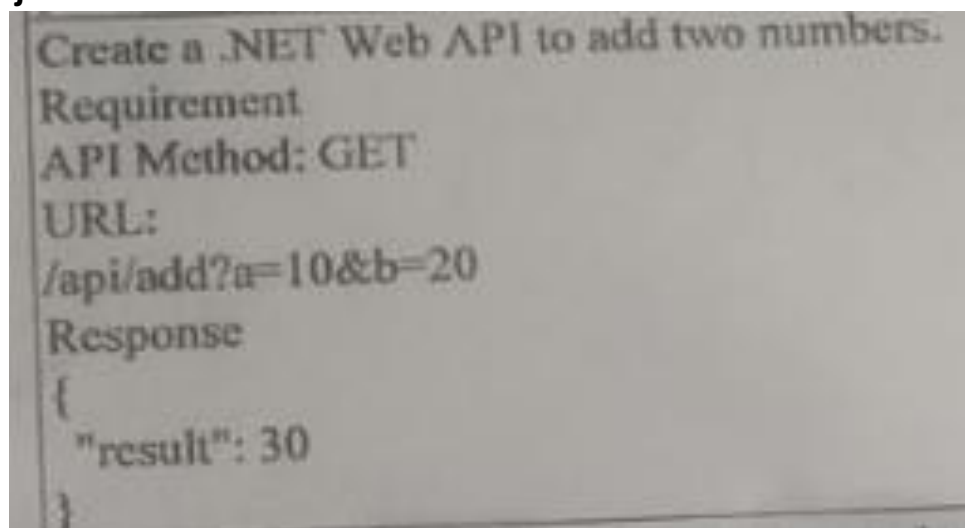 Create a .NET Web API to add two numbers.
Requirement
API Method: GET
URL:
/api/add?a=10&b=20
Response
{
"result": 30
}